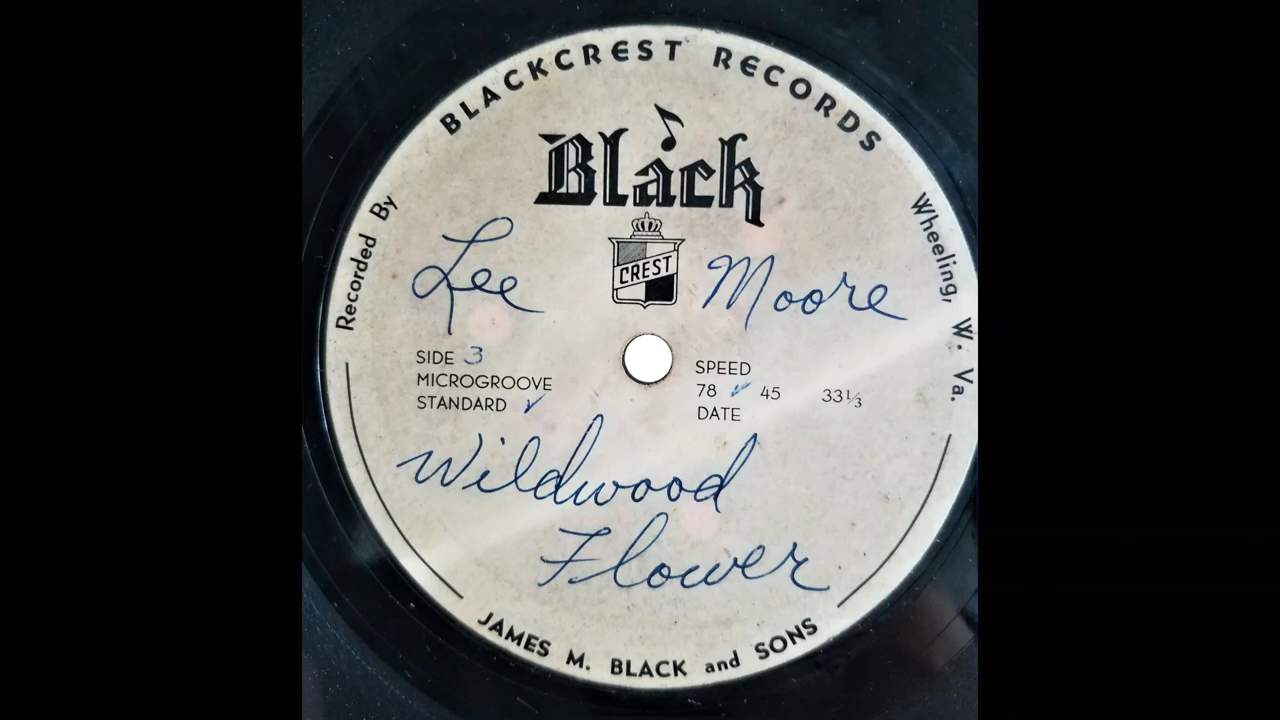 BLACKCREST RECORDS
Black
CREST
Lee Moore
Recorded By
Wheeling, W. Va.
SIDE 3
MICROGROOVE
STANDARD ✓
SPEED
78 ✓ 45 33⅓
DATE
Wildwood
Flower
JAMES M. BLACK and SONS